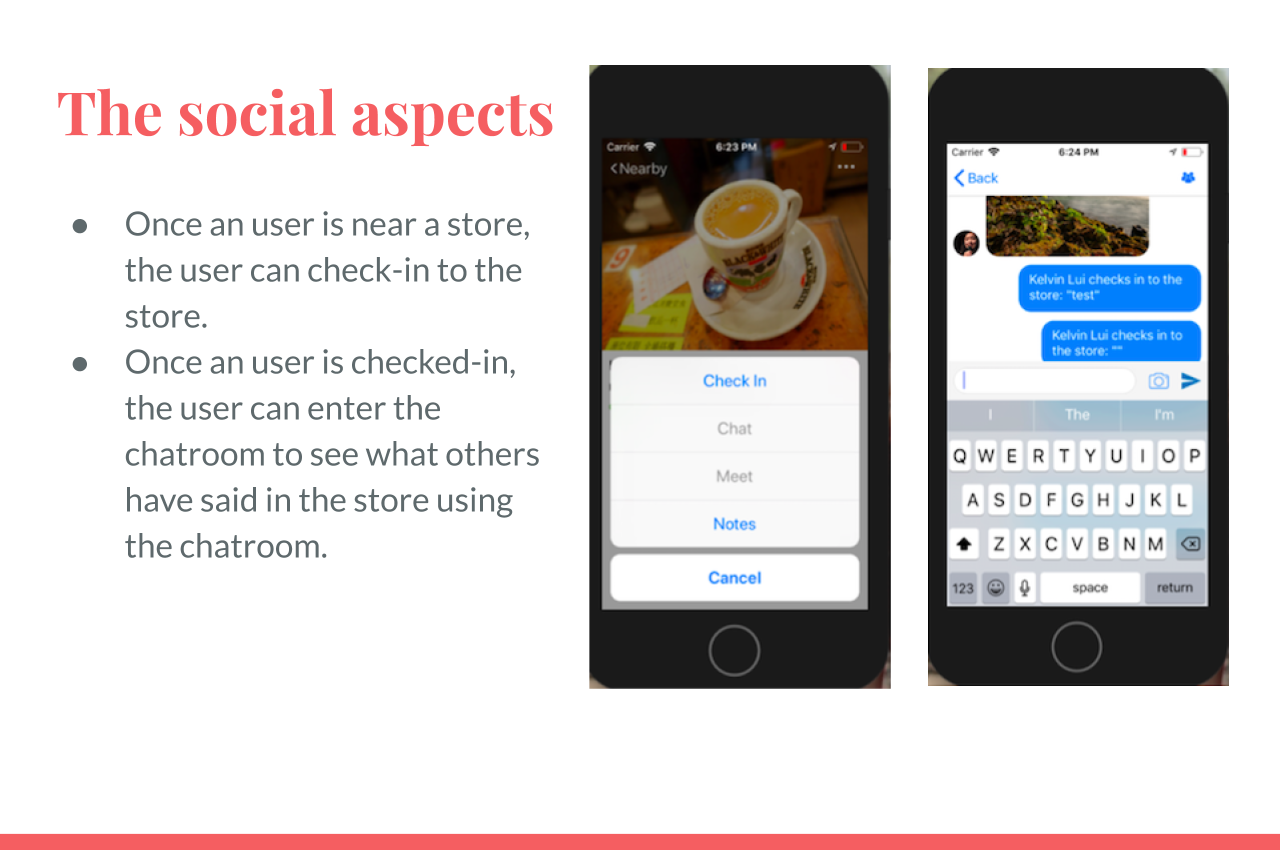 The social aspects
● Once an user is near a store,
the user can check-in to the
store.
● Once an user is checked-in,
the user can enter the
chatroom to see what others
have said in the store using
the chatroom.
Carrier 6:23 PM
Nearby
Check In
Chat
Meet
Notes
Cancel
Carrier 6:24 PM
Back
Kelvin Lui checks in to the
store: "test"
Kelvin Lui checks in to
the store: ""
I The I'm
Q W E R T Y U I O P
A S D F G H J K L
Z X C V B N M
123 space return